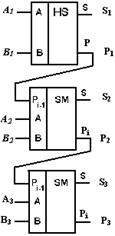 A1 A HS S S1
B1 B P P1
Pi-1 SM S S2
A2 A
B2 B Pi P2
Pi-1 SM S S3
A3 A
B3 B Pi P3